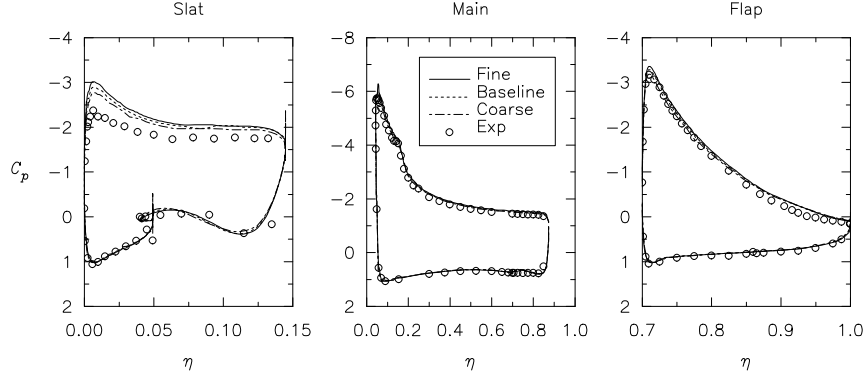 Slat Main Flap
−4 −8 −4
−3 −6 −3
−2 −4 −2
−1 −2 −1
0 0 0
1 2 1
2 4 2
C_p
Fine
Baseline
Coarse
Exp
0.00 0.05 0.10 0.15 0.0 0.2 0.4 0.6 0.8 1.0 0.7 0.8 0.9 1.0
η η η